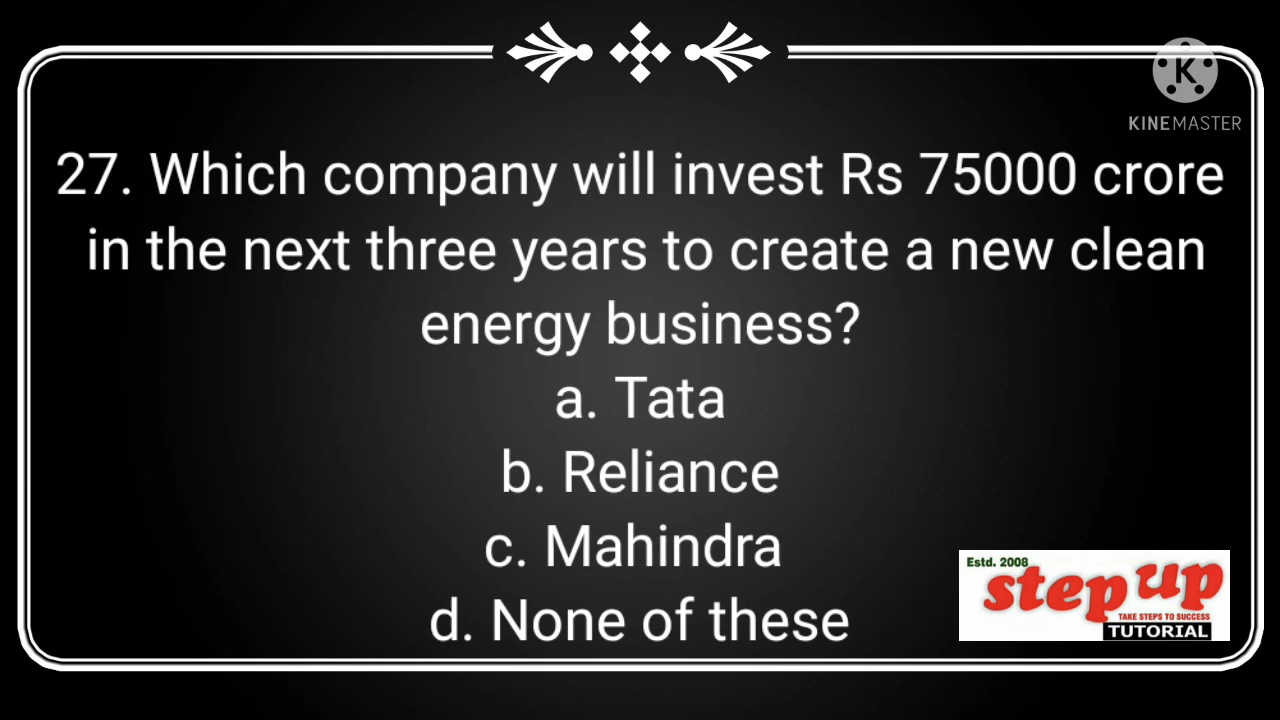 K
KINEMASTER
27. Which company will invest Rs 75000 crore
in the next three years to create a new clean
energy business?
a. Tata
b. Reliance
c. Mahindra
d. None of these
Estd. 2008
step up
TAKE STEPS TO SUCCESS
TUTORIAL